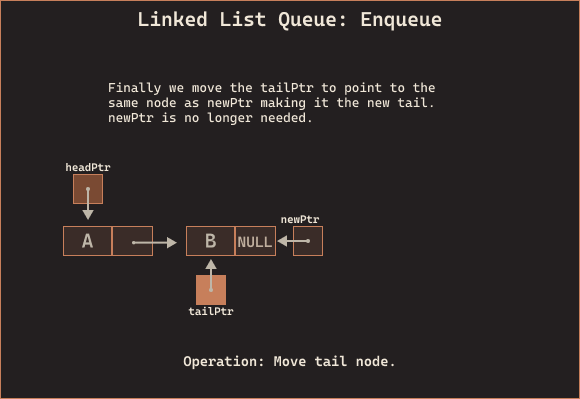 Linked List Queue: Enqueue
Finally we move the tailPtr to point to the
same node as newPtr making it the new tail.
newPtr is no longer needed.
headPtr
newPtr
A
B
NULL
tailPtr
Operation: Move tail node.